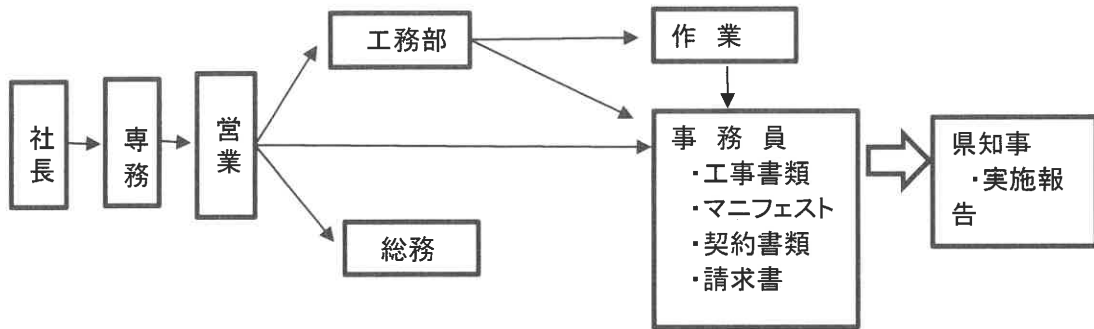 社長
専務
営業
工務部
総務
作 業
事 務 員
・工事書類
・マニフェスト
・契約書類
・請求書
県知事
・実施報
告